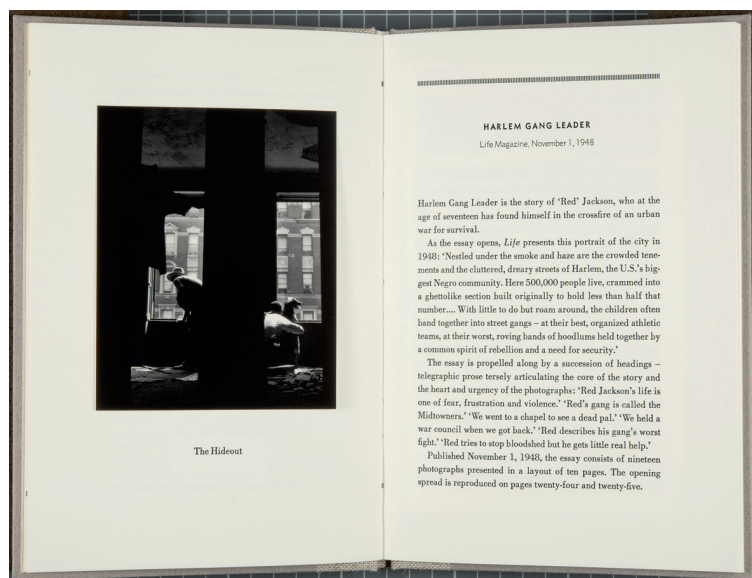 The Hideout
HARLEM GANG LEADER
Life Magazine, November 1, 1948
Harlem Gang Leader is the story of ‘Red’ Jackson, who at the
age of seventeen has found himself in the crossfire of an urban
war for survival.
As the essay opens, Life presents this portrait of the city in
1948: ‘Nestled under the smoke and haze are the crowded tene-
ments and the cluttered, dreary streets of Harlem, the U.S.’s big-
gest Negro community. Here 500,000 people live, crammed into
a ghettolike section built originally to hold less than half that
number.... With little to do but roam around, the children often
band together into street gangs – at their best, organized athletic
teams, at their worst, roving bands of hoodlums held together by
a common spirit of rebellion and a need for security.’
The essay is propelled along by a succession of headings –
telegraphic prose tersely articulating the core of the story and
the heart and urgency of the photographs: ‘Red Jackson’s life is
one of fear, frustration and violence.’ ‘Red’s gang is called the
Midtowners.’ ‘We went to a chapel to see a dead pal.’ ‘We held a
war council when we got back.’ ‘Red describes his gang’s worst
fight.’ ‘Red tries to stop bloodshed but he gets little real help.’
Published November 1, 1948, the essay consists of nineteen
photographs presented in a layout of ten pages. The opening
spread is reproduced on pages twenty-four and twenty-five.